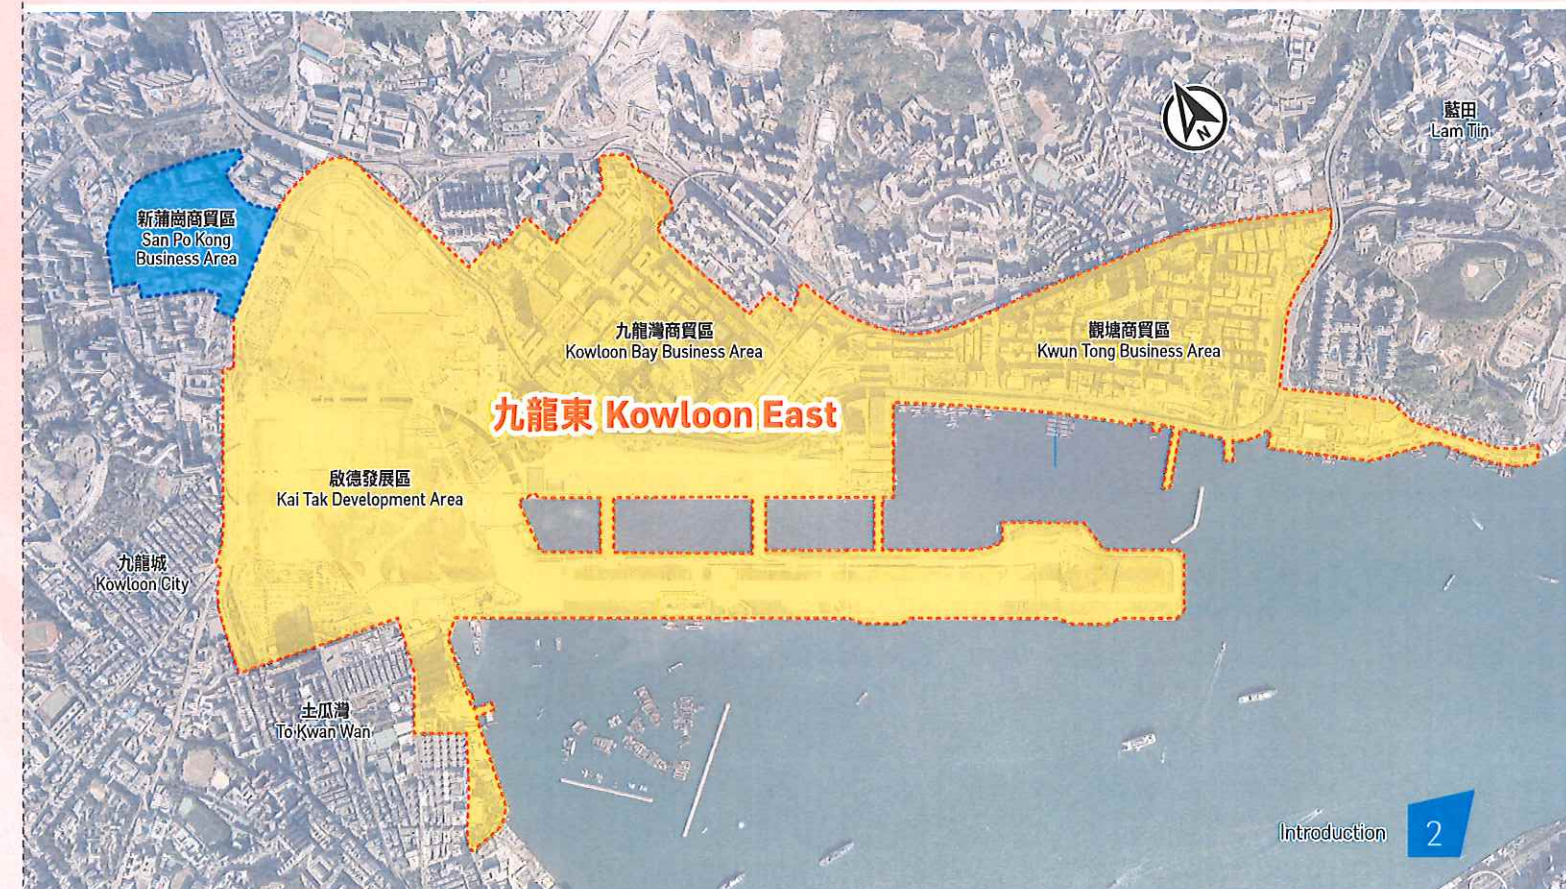 N
藍田
Lam Tin
新蒲崗商貿區
San Po Kong
Business Area
九龍灣商貿區
Kowloon Bay Business Area
觀塘商貿區
Kwun Tong Business Area
九龍東 Kowloon East
啟德發展區
Kai Tak Development Area
九龍城
Kowloon City
土瓜灣
To Kwan Wan
Introduction 2